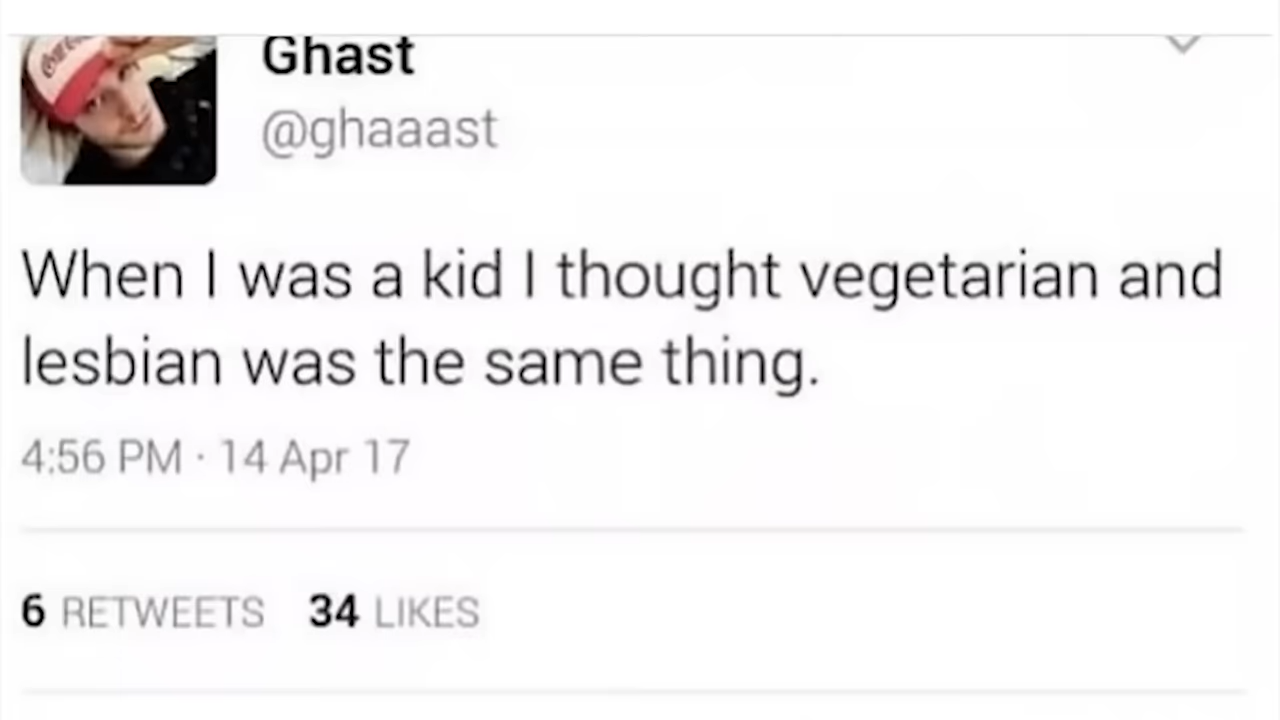 Ghast
@ghaaast
When I was a kid I thought vegetarian and
lesbian was the same thing.
4:56 PM · 14 Apr 17
6 RETWEETS 34 LIKES